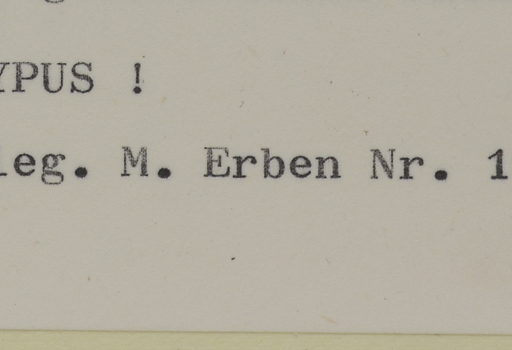 YPUS !
leg. M. Erben Nr. 1